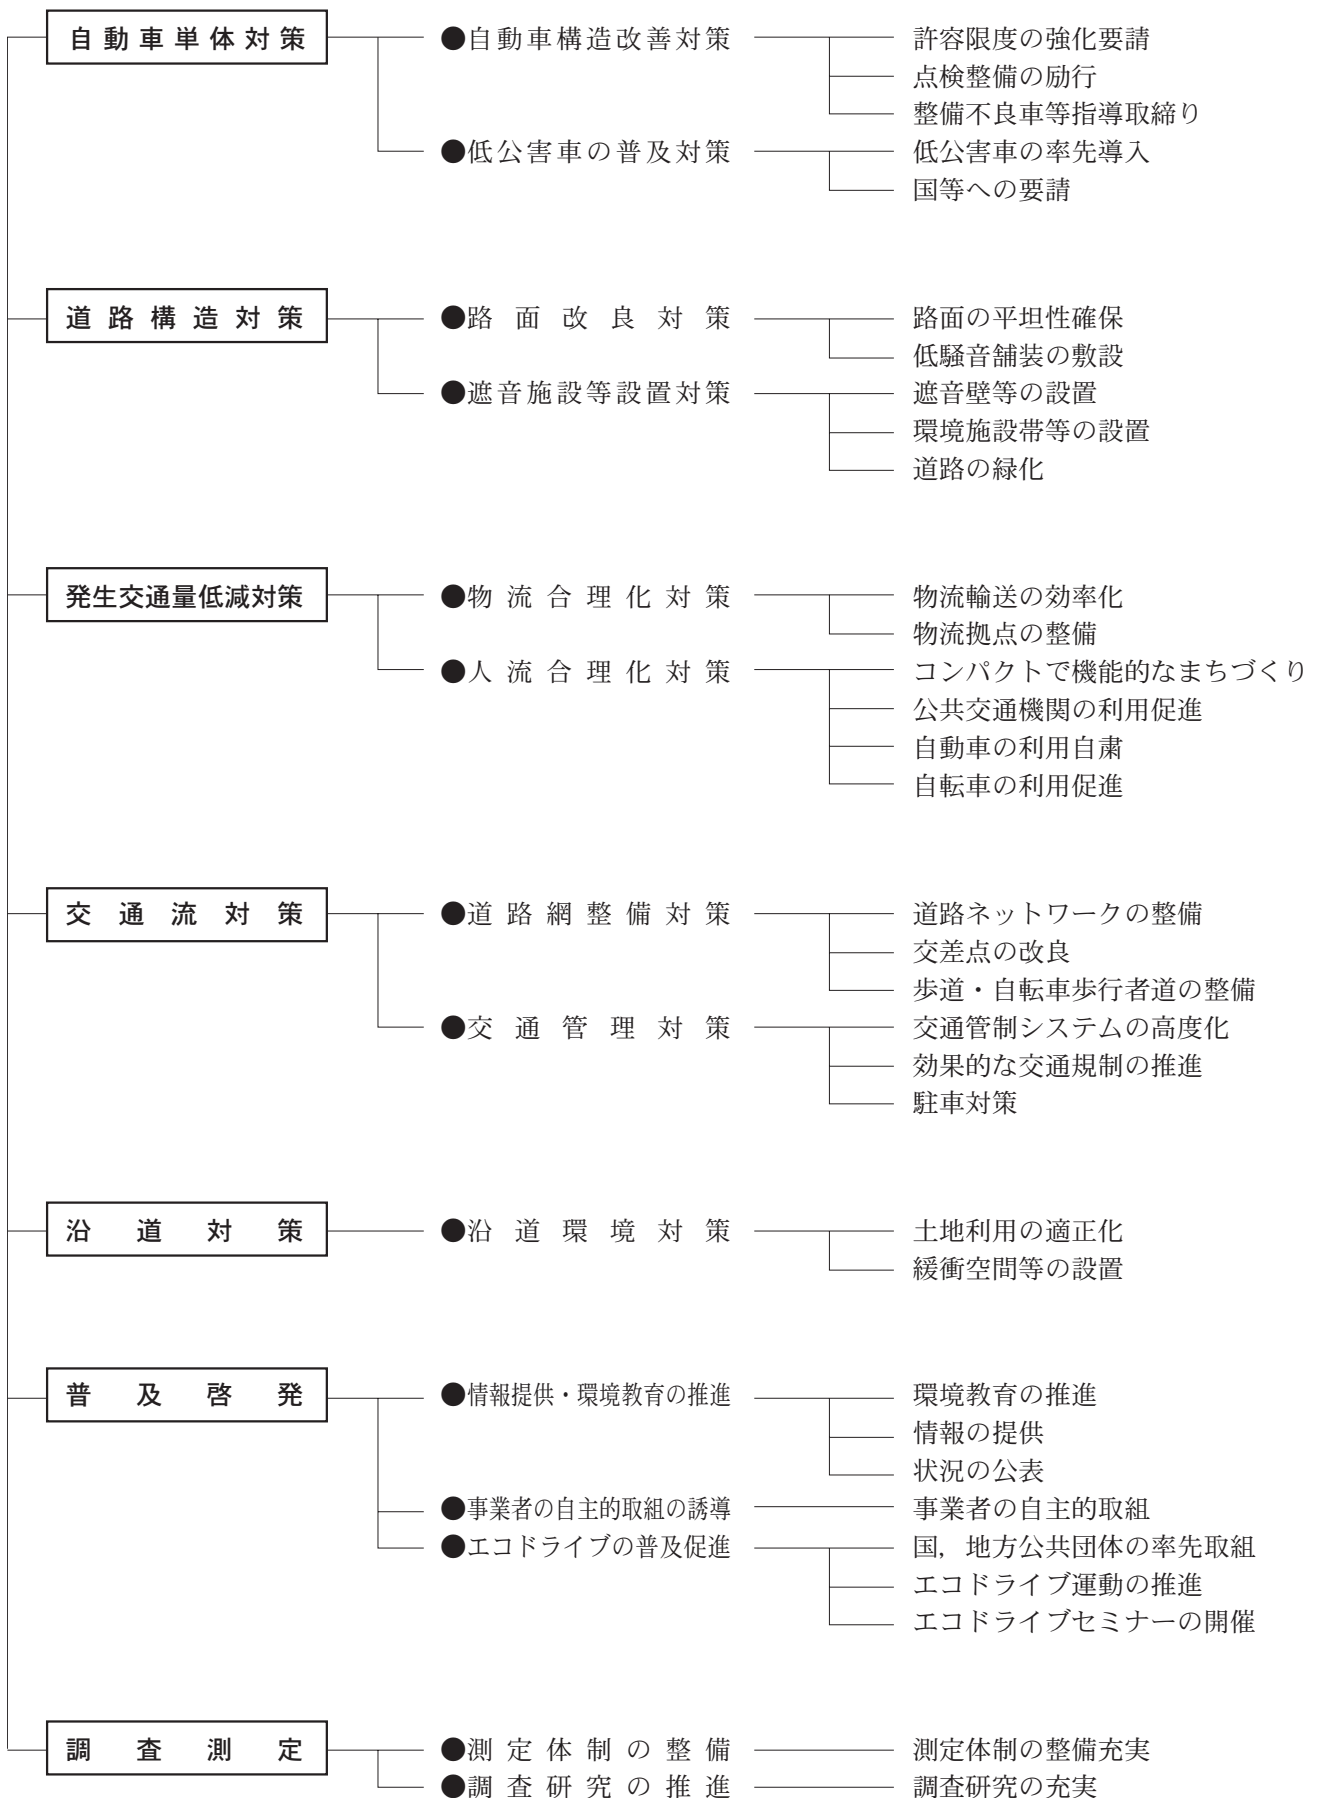 自動車単体対策 ●自動車構造改善対策 許容限度の強化要請
点検整備の励行
整備不良車等指導取締り
●低公害車の普及対策 低公害車の率先導入
国等への要請
道路構造対策 ●路面改良対策 路面の平坦性確保
低騒音舗装の敷設
●遮音施設等設置対策 遮音壁等の設置
環境施設帯等の設置
道路の緑化
発生交通量低減対策 ●物流合理化対策 物流輸送の効率化
物流拠点の整備
●人流合理化対策 コンパクトで機能的なまちづくり
公共交通機関の利用促進
自動車の利用自粛
自転車の利用促進
交通流対策 ●道路網整備対策 道路ネットワークの整備
交差点の改良
歩道・自転車歩行者道の整備
●交通管理対策 交通管制システムの高度化
効果的な交通規制の推進
駐車対策
沿道対策 ●沿道環境対策 土地利用の適正化
緩衝空間等の設置
普及啓発 ●情報提供・環境教育の推進 環境教育の推進
情報の提供
状況の公表
●事業者の自主的取組の誘導 事業者の自主的取組
●エコドライブの普及促進 国，地方公共団体の率先取組
エコドライブ運動の推進
エコドライブセミナーの開催
調査測定 ●測定体制の整備 測定体制の整備充実
●調査研究の推進 調査研究の充実